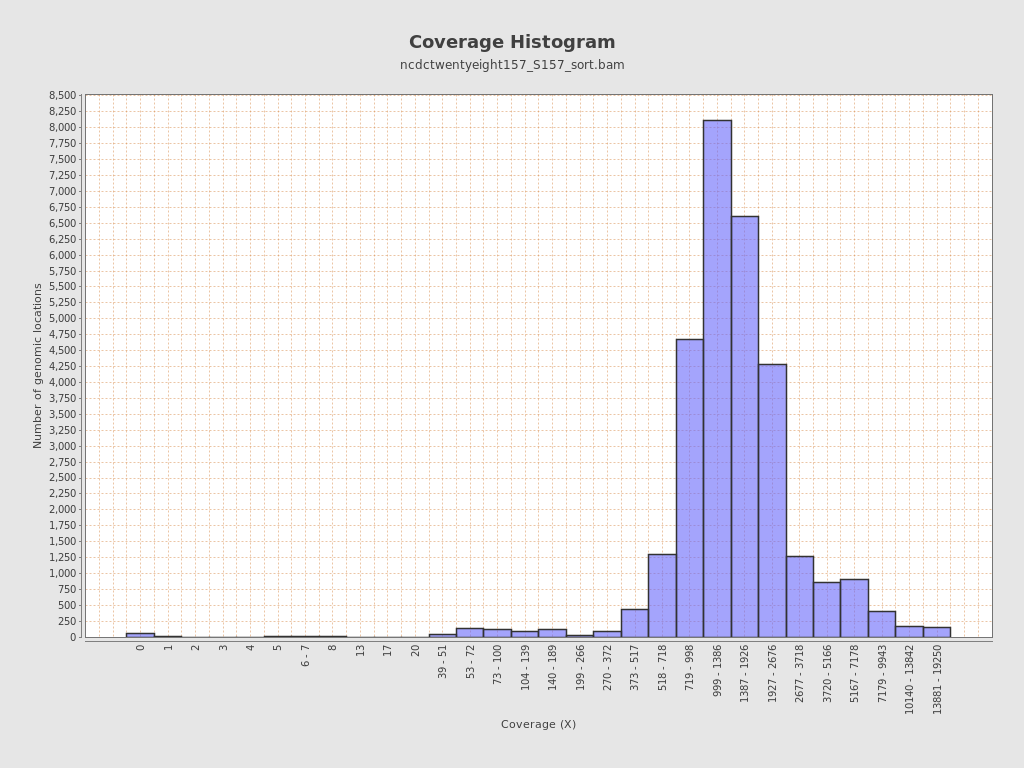 Coverage Histogram
ncdctwentyeight157_S157_sort.bam
Number of genomic locations
8,500
8,250
8,000
7,750
7,500
7,250
7,000
6,750
6,500
6,250
6,000
5,750
5,500
5,250
5,000
4,750
4,500
4,250
4,000
3,750
3,500
3,250
3,000
2,750
2,500
2,250
2,000
1,750
1,500
1,250
1,000
750
500
250
0
0
1
2
3
4
5
6 - 7
8
13
17
20
39 - 51
53 - 72
73 - 100
104 - 139
140 - 189
199 - 266
270 - 372
373 - 517
518 - 718
719 - 998
999 - 1386
1387 - 1926
1927 - 2676
2677 - 3718
3720 - 5166
5167 - 7178
7179 - 9943
10140 - 13842
13881 - 19250
Coverage (X)